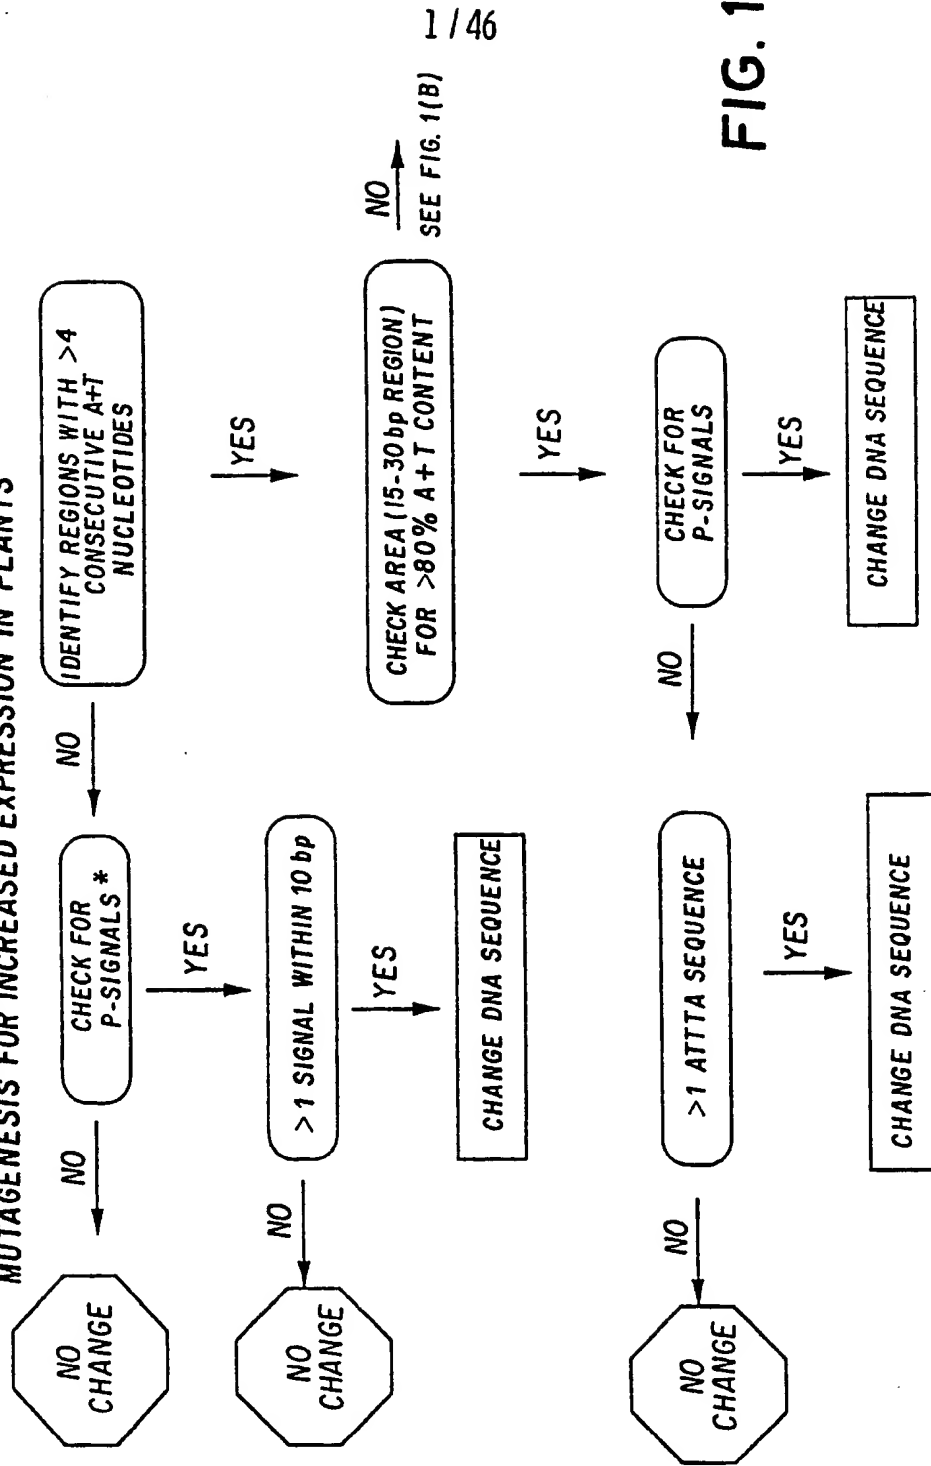 1 / 46
MUTAGENESIS FOR INCREASED EXPRESSION IN PLANTS
IDENTIFY REGIONS WITH >4
CONSECUTIVE A+T
NUCLEOTIDES
NO
CHECK FOR
P-SIGNALS *
NO
NO
CHANGE
YES
YES
>1 SIGNAL WITHIN 10 bp
NO
NO
CHANGE
YES
CHANGE DNA SEQUENCE
CHECK AREA (15-30 bp REGION)
FOR >80% A+T CONTENT
NO
SEE FIG. 1(B)
YES
CHECK FOR
P-SIGNALS
YES
CHANGE DNA SEQUENCE
NO
>1 ATTTA SEQUENCE
NO
NO
CHANGE
YES
CHANGE DNA SEQUENCE
FIG. 1